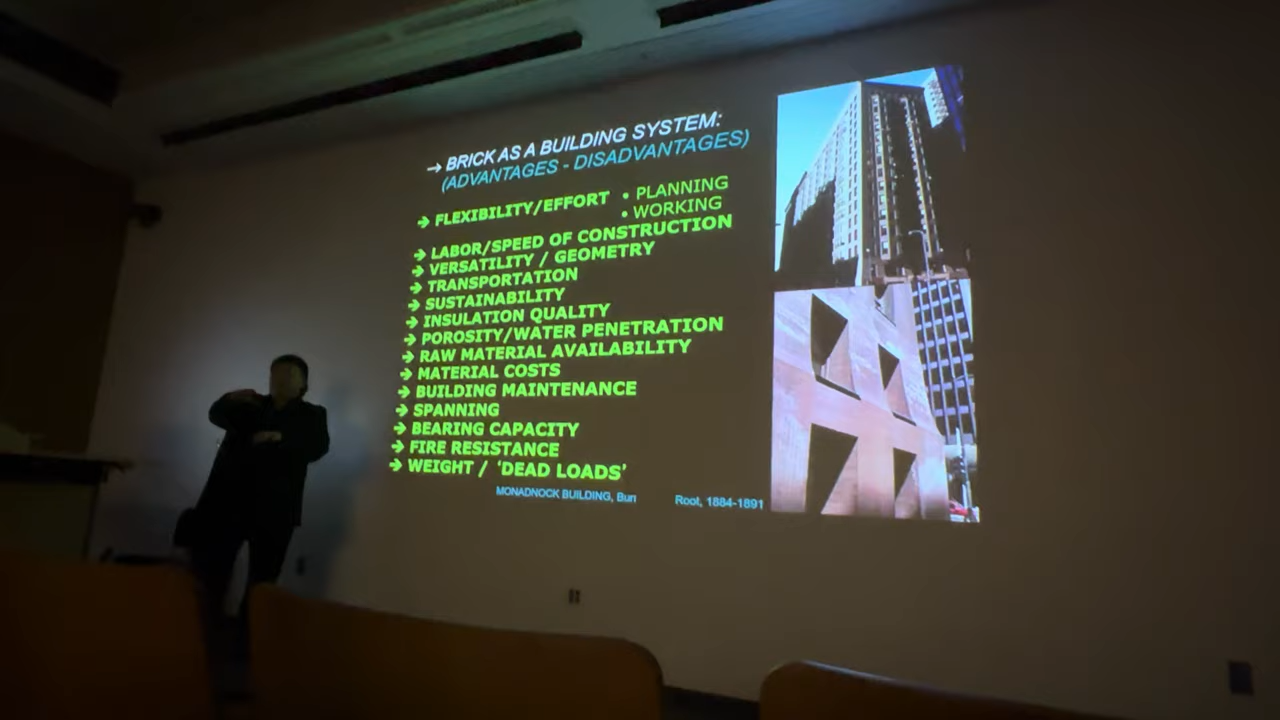 → BRICK AS A BUILDING SYSTEM:
(ADVANTAGES - DISADVANTAGES)
→ FLEXIBILITY/EFFORT • PLANNING
• WORKING
→ LABOR/SPEED OF CONSTRUCTION
→ VERSATILITY / GEOMETRY
→ TRANSPORTATION
→ SUSTAINABILITY
→ INSULATION QUALITY
→ POROSITY/WATER PENETRATION
→ RAW MATERIAL AVAILABILITY
→ MATERIAL COSTS
→ BUILDING MAINTENANCE
→ SPANNING
→ BEARING CAPACITY
→ FIRE RESISTANCE
→ WEIGHT / ‘DEAD LOADS’
MONADNOCK BUILDING, Root, 1884-1891